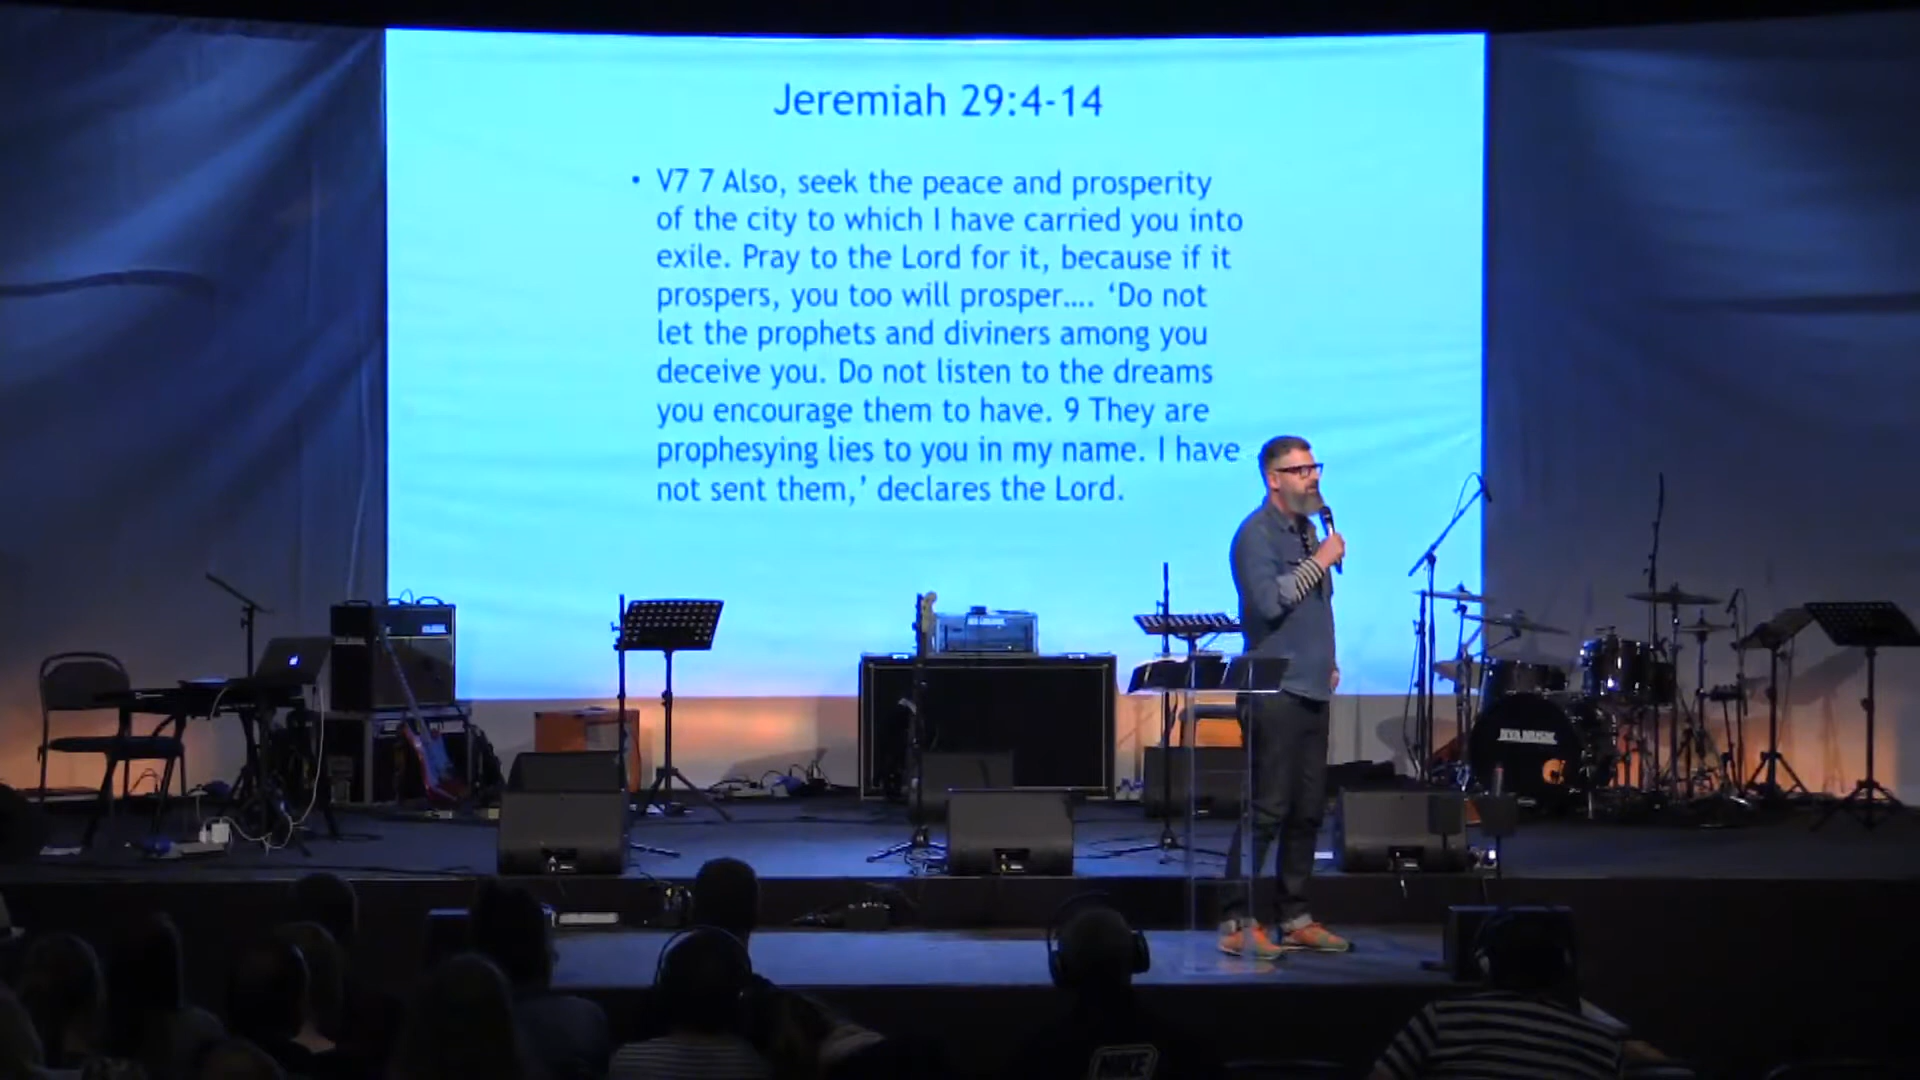 Jeremiah 29:4-14
• V7 7 Also, seek the peace and prosperity
of the city to which I have carried you into
exile. Pray to the Lord for it, because if it
prospers, you too will prosper.... ‘Do not
let the prophets and diviners among you
deceive you. Do not listen to the dreams
you encourage them to have. 9 They are
prophesying lies to you in my name. I have
not sent them,’ declares the Lord.